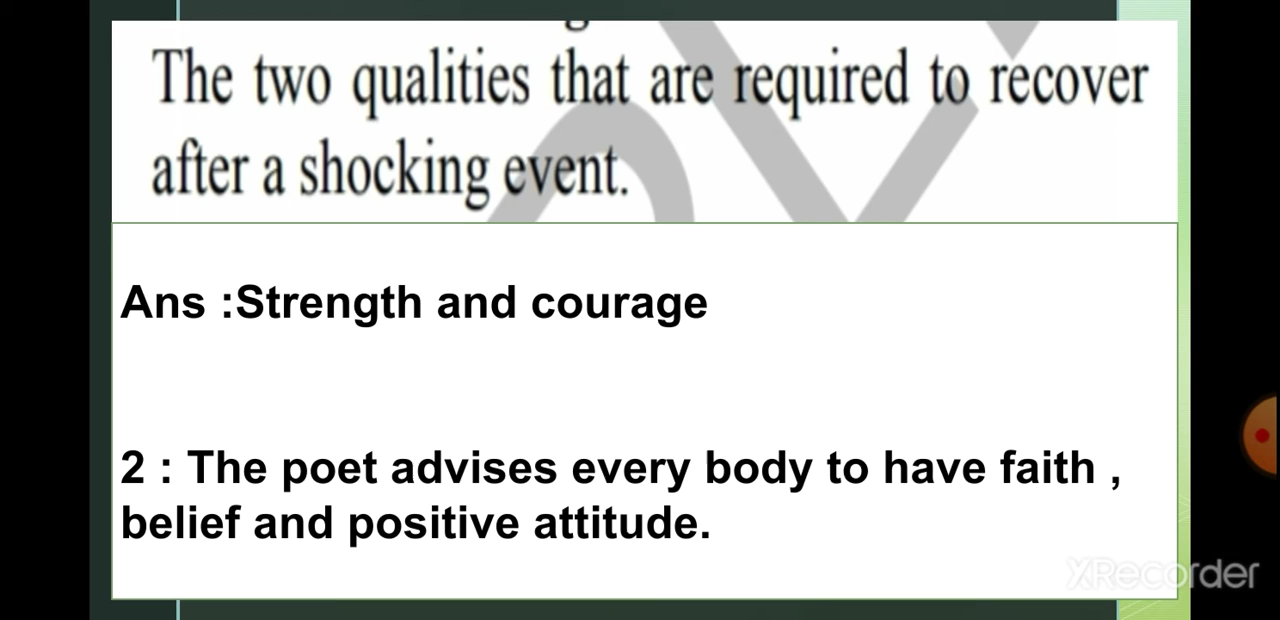 The two qualities that are required to recover
after a shocking event.
Ans :Strength and courage
2 : The poet advises every body to have faith ,
belief and positive attitude.
XRecorder